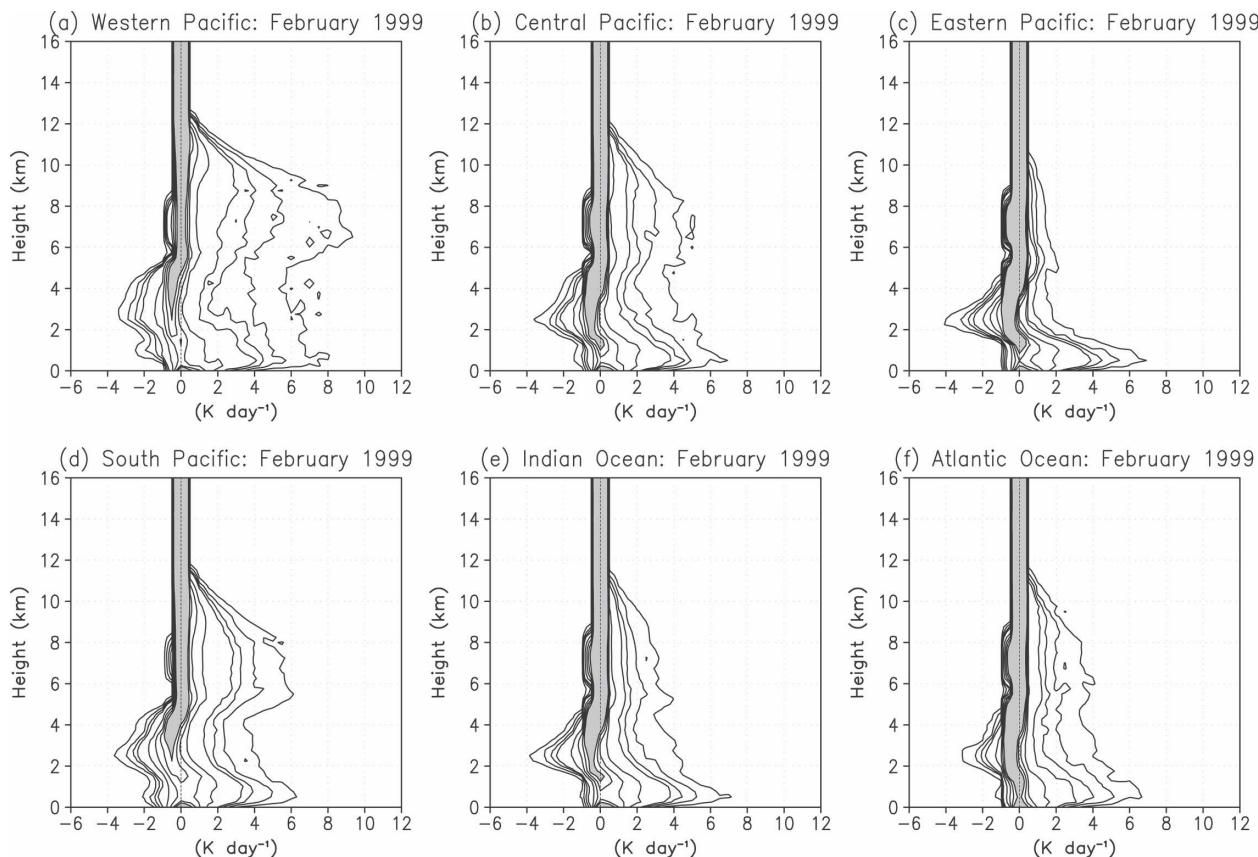 (a) Western Pacific: February 1999
16
14
12
10
8
6
4
2
0
Height (km)
−6 −4 −2 0 2 4 6 8 10 12
(K day⁻¹)
(b) Central Pacific: February 1999
16
14
12
10
8
6
4
2
0
Height (km)
−6 −4 −2 0 2 4 6 8 10 12
(K day⁻¹)
(c) Eastern Pacific: February 1999
16
14
12
10
8
6
4
2
0
Height (km)
−6 −4 −2 0 2 4 6 8 10 12
(K day⁻¹)
(d) South Pacific: February 1999
16
14
12
10
8
6
4
2
0
Height (km)
−6 −4 −2 0 2 4 6 8 10 12
(K day⁻¹)
(e) Indian Ocean: February 1999
16
14
12
10
8
6
4
2
0
Height (km)
−6 −4 −2 0 2 4 6 8 10 12
(K day⁻¹)
(f) Atlantic Ocean: February 1999
16
14
12
10
8
6
4
2
0
Height (km)
−6 −4 −2 0 2 4 6 8 10 12
(K day⁻¹)